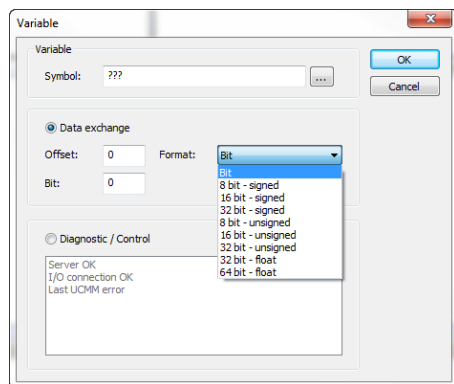 Variable
Variable
Symbol:
???
...
OK
Cancel
Data exchange
Offset:
0
Format:
Bit
Bit:
0
Bit
8 bit - signed
16 bit - signed
32 bit - signed
8 bit - unsigned
16 bit - unsigned
32 bit - unsigned
32 bit - float
64 bit - float
Diagnostic / Control
Server OK
I/O connection OK
Last UCMM error